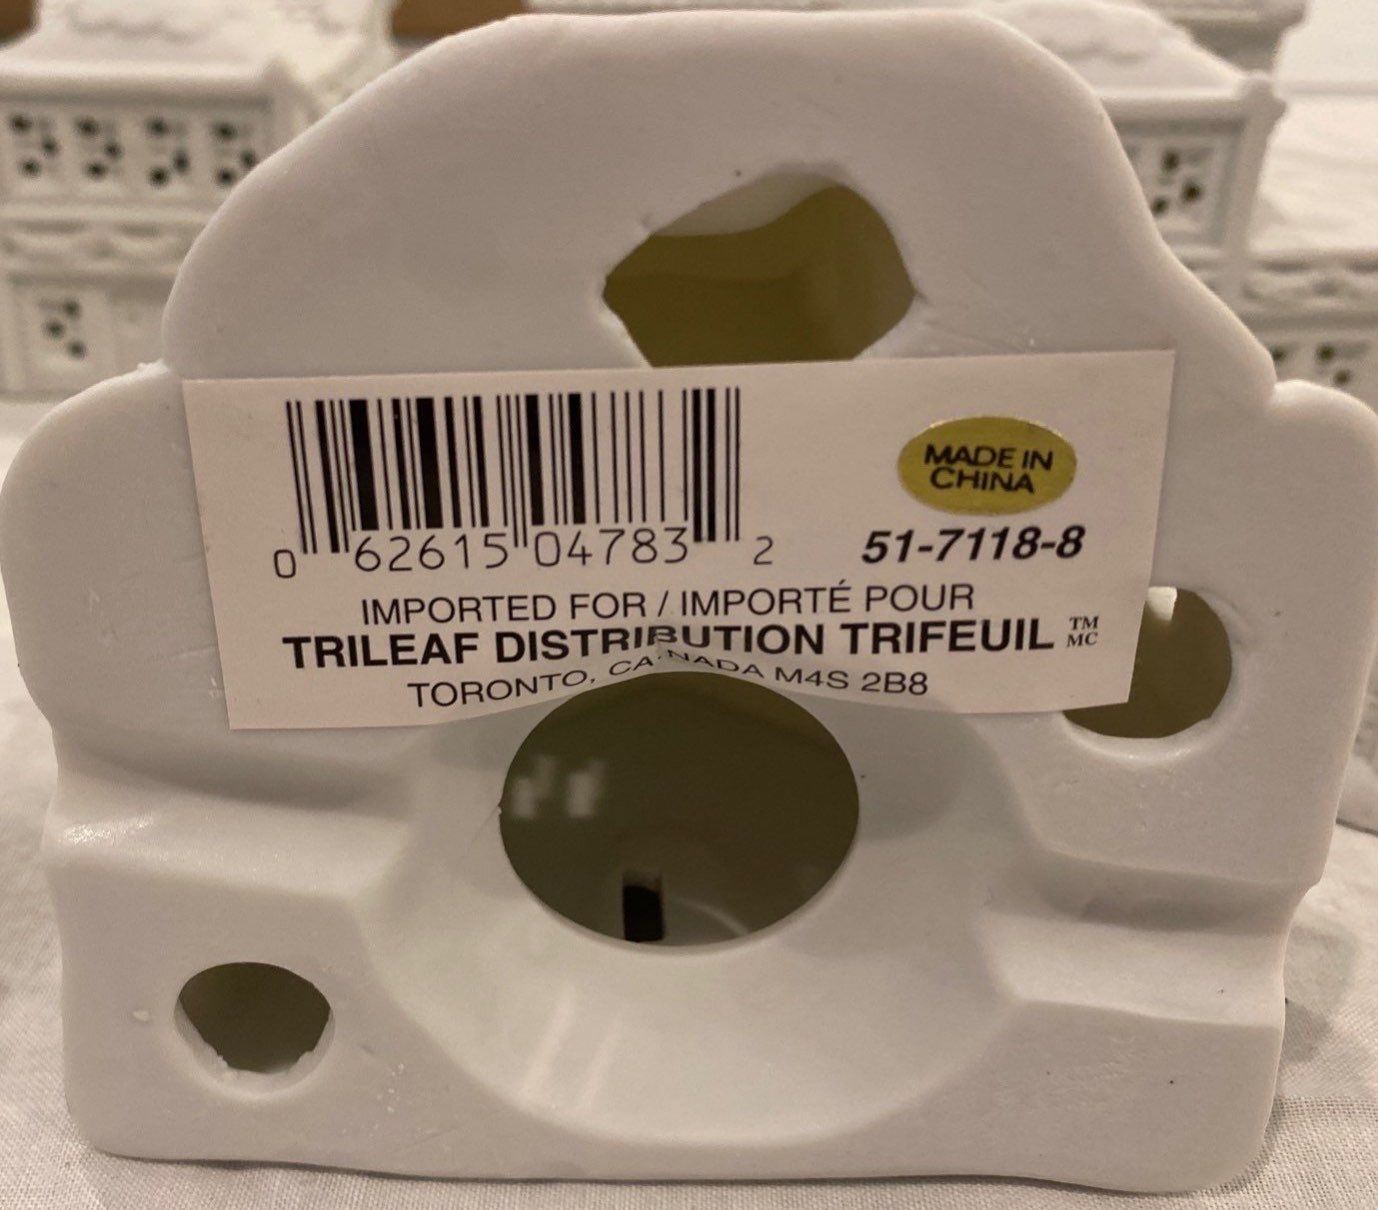 MADE IN
CHINA
51-7118-8
0 62615 04783 2
IMPORTED FOR / IMPORTÉ POUR
TRILEAF DISTRIBUTION TRIFEUIL TM MC
TORONTO, CANADA M4S 2B8